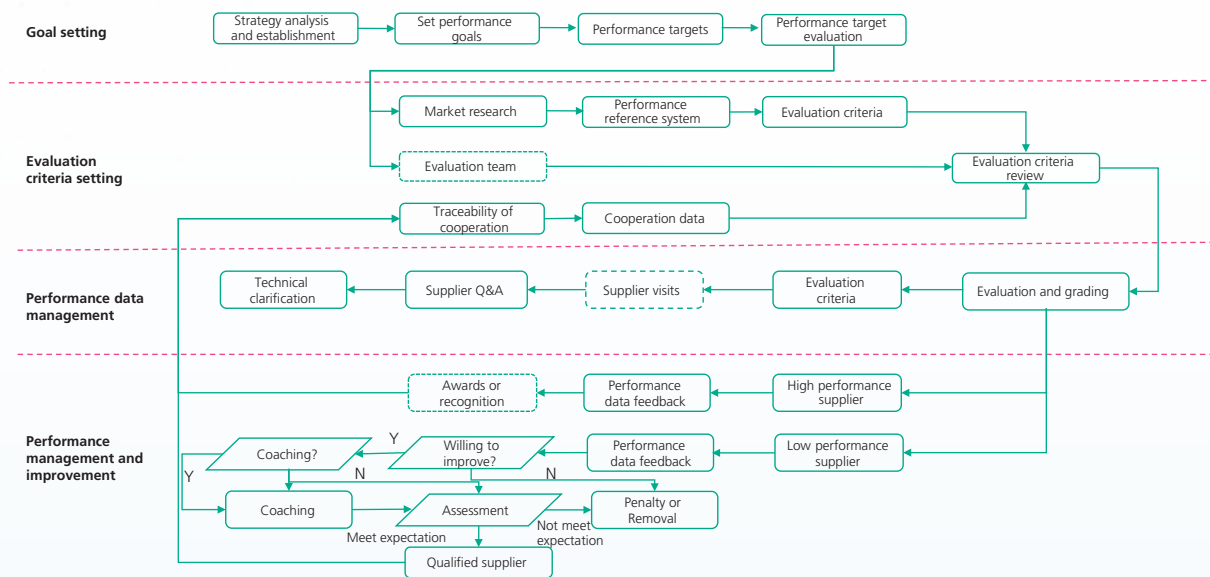 Goal setting
Strategy analysis
and establishment
Set performance
goals
Performance targets
Performance target
evaluation
Evaluation
criteria setting
Market research
Performance
reference system
Evaluation criteria
Evaluation team
Evaluation criteria
review
Traceability of
cooperation
Cooperation data
Performance data
management
Technical
clarification
Supplier Q&A
Supplier visits
Evaluation
criteria
Evaluation and grading
Performance
management and
improvement
Awards or
recognition
Performance
data feedback
High performance
supplier
Coaching?
Y
Willing to
improve?
Performance
data feedback
Low performance
supplier
Y
N
N
Coaching
Assessment
Penalty or
Removal
Meet expectation
Not meet
expectation
Qualified supplier